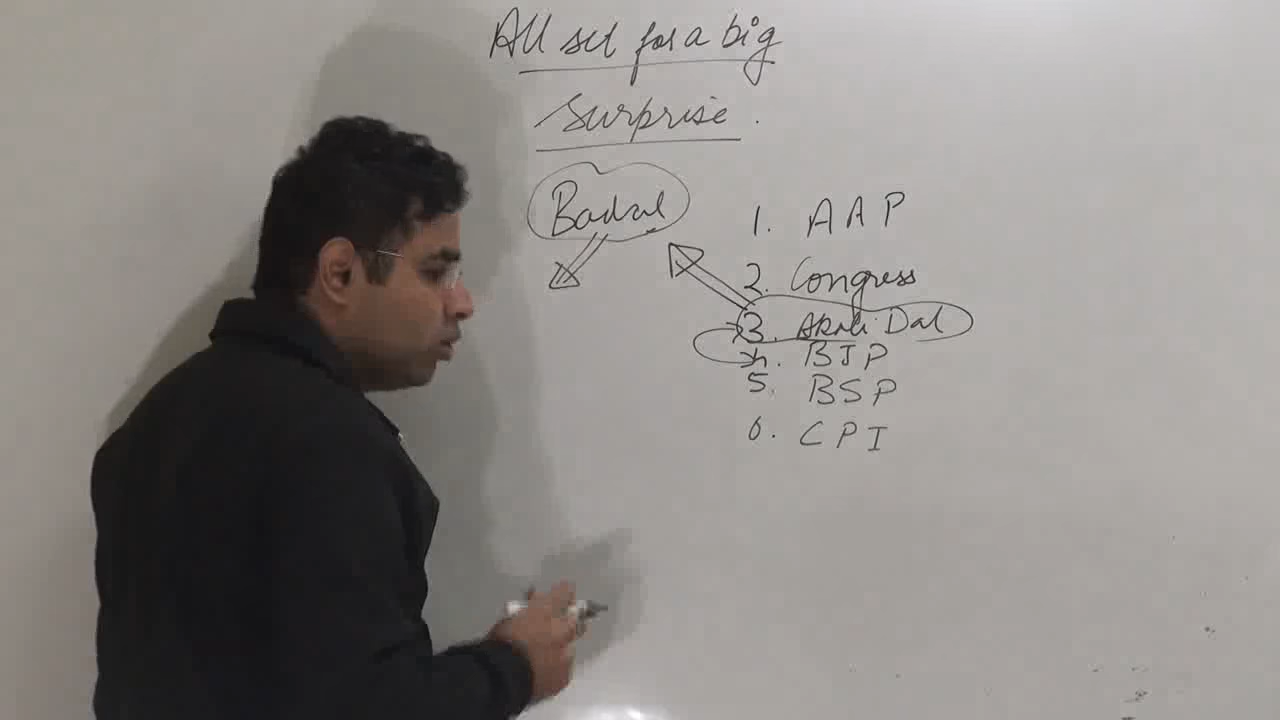 All set for a big
Surprise.
Badal
1. AAP
2. Congress
3. Akali Dal
4. BJP
5. BSP
6. CPI